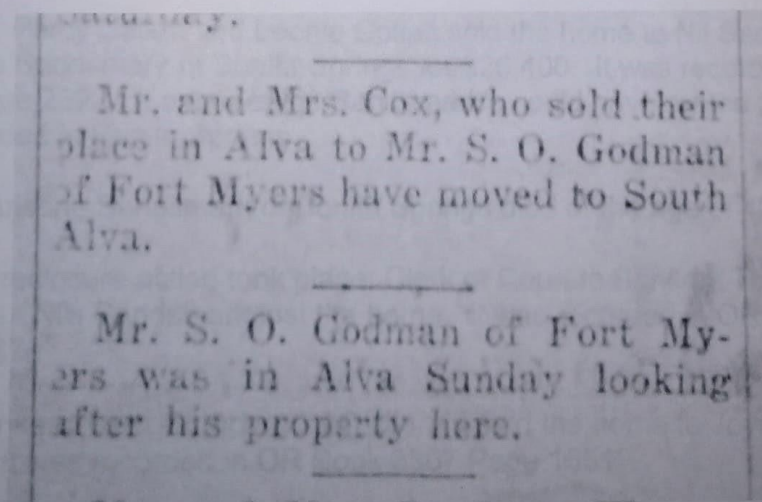 Saturday.
Mr. and Mrs. Cox, who sold their
place in Alva to Mr. S. O. Godman
of Fort Myers have moved to South
Alva.
Mr. S. O. Godman of Fort My-
ers was in Alva Sunday looking
after his property here.